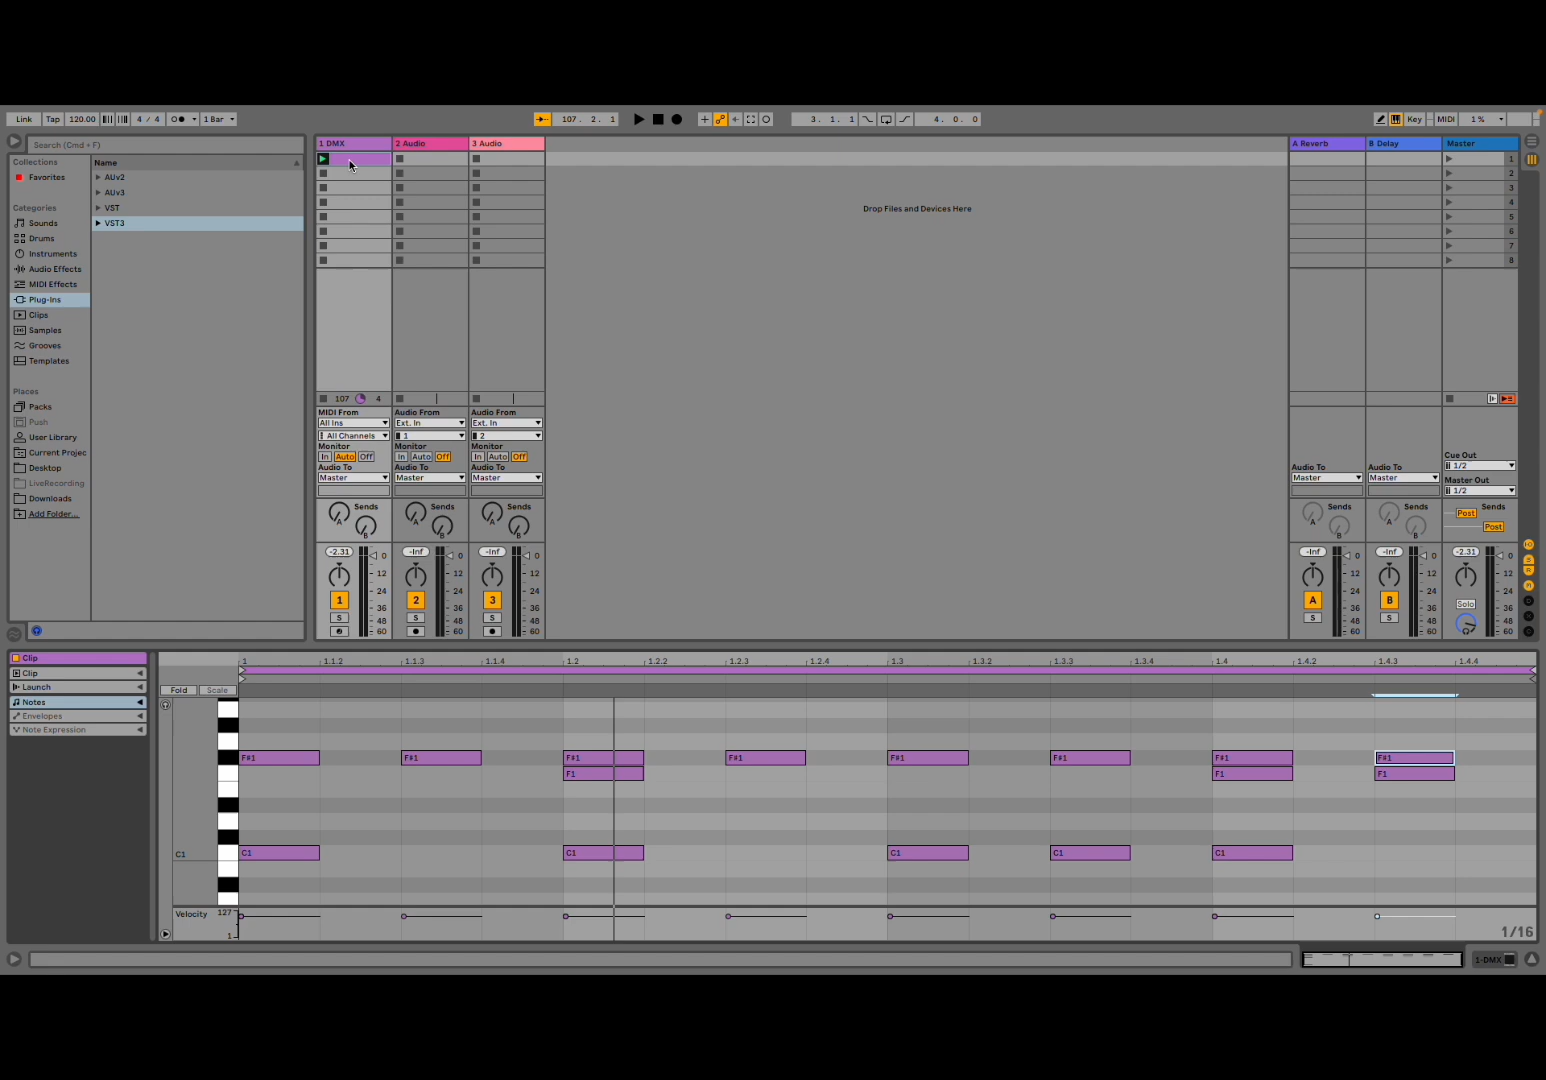 Link Tap 120.00 4 / 4 1 Bar 107. 2. 1 3. 1. 1 4. 0. 0 Key MIDI 1 %
Search (Cmd + F)
Collections
Favorites
Categories
Sounds
Drums
Instruments
Audio Effects
MIDI Effects
Plug-Ins
Clips
Samples
Grooves
Templates
Places
Packs
Push
User Library
Current Projec
Desktop
LiveRecording
Downloads
Add Folder...
Name
AUv2
AUv3
VST
VST3
1 DMX 2 Audio 3 Audio A Reverb B Delay Master
1
2
3
4
5
6
7
8
Drop Files and Devices Here
107 4
MIDI From Audio From Audio From
All Ins Ext. In Ext. In
All Channels 1 2
Monitor Monitor Monitor
In Auto Off In Auto Off In Auto Off
Cue Out
1/2
Audio To Audio To Audio To Audio To Audio To
Master Master Master Master Master
Master Out
1/2
Sends Sends Sends Sends Sends Sends
A B A B A B A B A B Post Post
-2.31 -Inf -Inf -Inf -Inf -2.31
0 0 0 0 0 0
12 12 12 12 12 12
24 24 24 24 24 24
36 36 36 36 36 36
48 48 48 48 48 48
60 60 60 60 60 60
1 2 3 A B Solo
S S S S S
Clip
Clip
Launch
Notes
Envelopes
Note Expression
1 1.1.2 1.1.3 1.1.4 1.2 1.2.2 1.2.3 1.2.4 1.3 1.3.2 1.3.3 1.3.4 1.4 1.4.2 1.4.3 1.4.4
Fold Scale
F#1 F#1 F#1 F#1 F#1 F#1 F#1 F#1
F1 F1 F1
C1 C1 C1 C1 C1 C1
Velocity 127
1
1/16
1-DMX